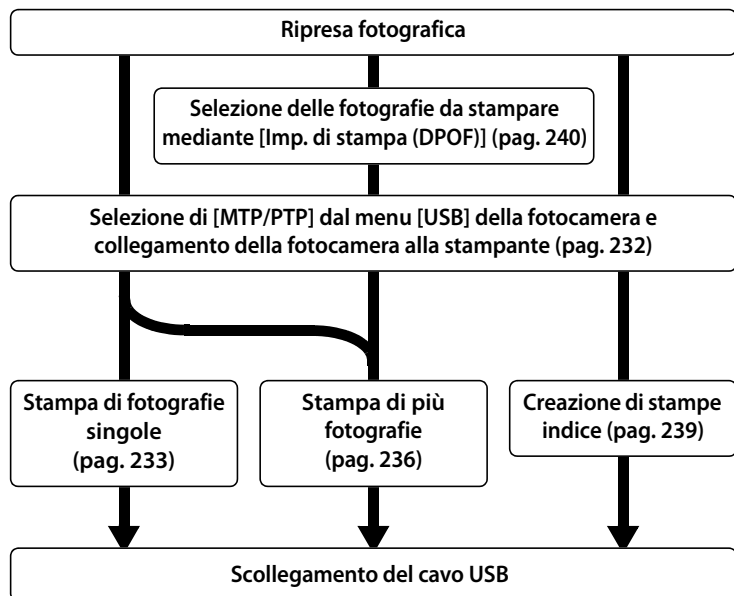 Ripresa fotografica
Selezione delle fotografie da stampare
mediante [Imp. di stampa (DPOF)] (pag. 240)
Selezione di [MTP/PTP] dal menu [USB] della fotocamera e
collegamento della fotocamera alla stampante (pag. 232)
Stampa di fotografie
singole
(pag. 233)
Stampa di più
fotografie
(pag. 236)
Creazione di stampe
indice (pag. 239)
Scollegamento del cavo USB